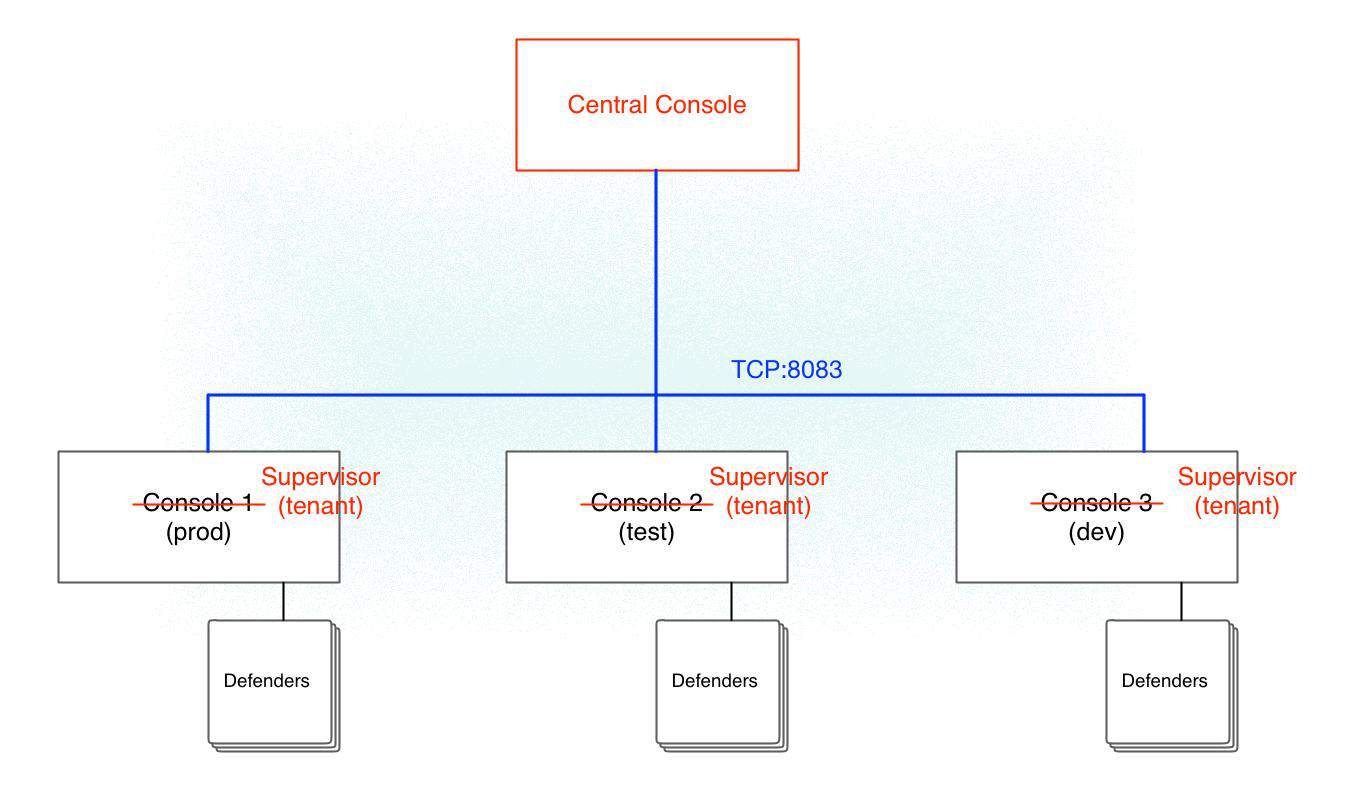 Central Console
TCP:8083
Console 1
(prod)
Supervisor
(tenant)
Console 2
(test)
Supervisor
(tenant)
Console 3
(dev)
Supervisor
(tenant)
Defenders
Defenders
Defenders